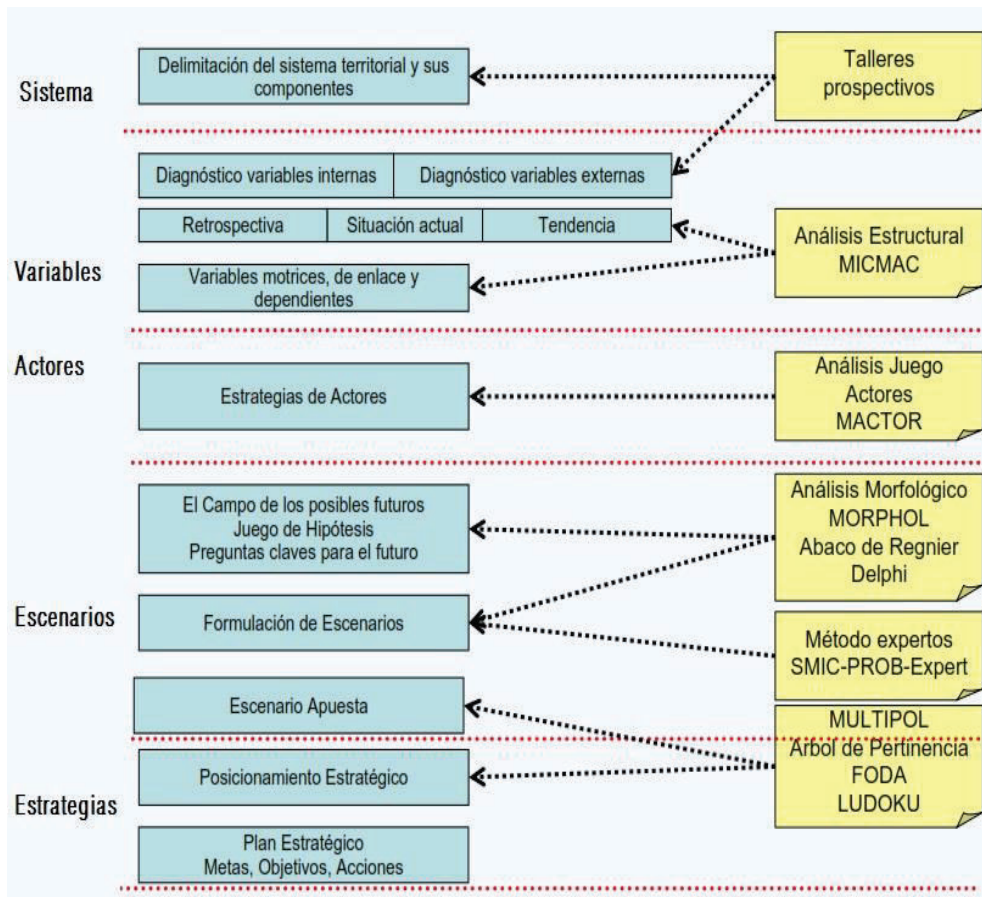 Sistema
Delimitación del sistema territorial y sus
componentes
Talleres
prospectivos
Variables
Diagnóstico variables internas
Diagnóstico variables externas
Retrospectiva
Situación actual
Tendencia
Variables motrices, de enlace y
dependientes
Análisis Estructural
MICMAC
Actores
Estrategias de Actores
Análisis Juego
Actores
MACTOR
Escenarios
El Campo de los posibles futuros
Juego de Hipótesis
Preguntas claves para el futuro
Formulación de Escenarios
Escenario Apuesta
Análisis Morfológico
MORPHOL
Abaco de Regnier
Delphi
Método expertos
SMIC-PROB-Expert
Estrategias
Posicionamiento Estratégico
Plan Estratégico
Metas, Objetivos, Acciones
MULTIPOL
Arbol de Pertinencia
FODA
LUDOKU